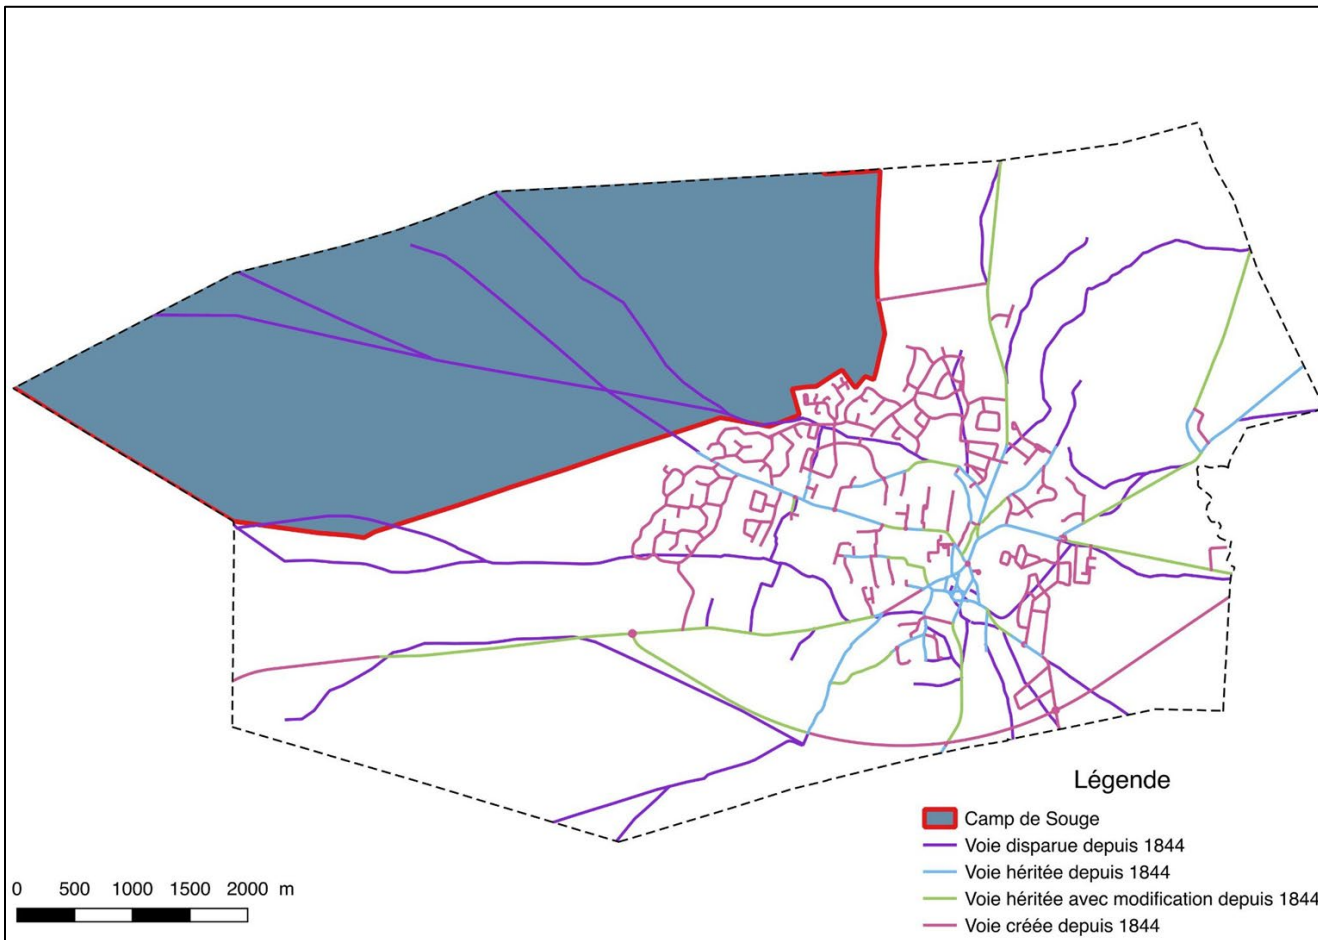 Légende
Camp de Souge
Voie disparue depuis 1844
Voie héritée depuis 1844
Voie héritée avec modification depuis 1844
Voie créée depuis 1844
0 500 1000 1500 2000 m